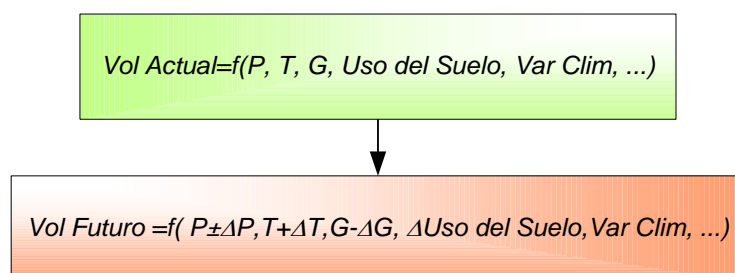 Vol Actual=f(P, T, G, Uso del Suelo, Var Clim, ...)
Vol Futuro =f( P±ΔP,T+ΔT,G-ΔG, ΔUso del Suelo,Var Clim, ...)